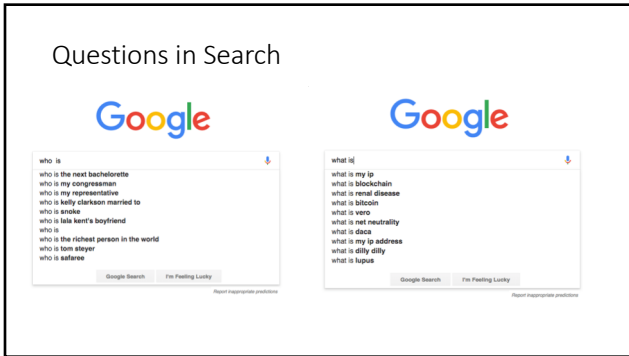 Questions in Search
Google
who is
who is the next bachelorette
who is my congressman
who is my representative
who is kelly clarkson married to
who is snoke
who is lala kent's boyfriend
who is
who is the richest person in the world
who is tom steyer
who is safaree
Google Search I'm Feeling Lucky
Report inappropriate predictions
Google
what is
what is my ip
what is blockchain
what is renal disease
what is bitcoin
what is vero
what is net neutrality
what is daca
what is my ip address
what is dilly dilly
what is lupus
Google Search I'm Feeling Lucky
Report inappropriate predictions